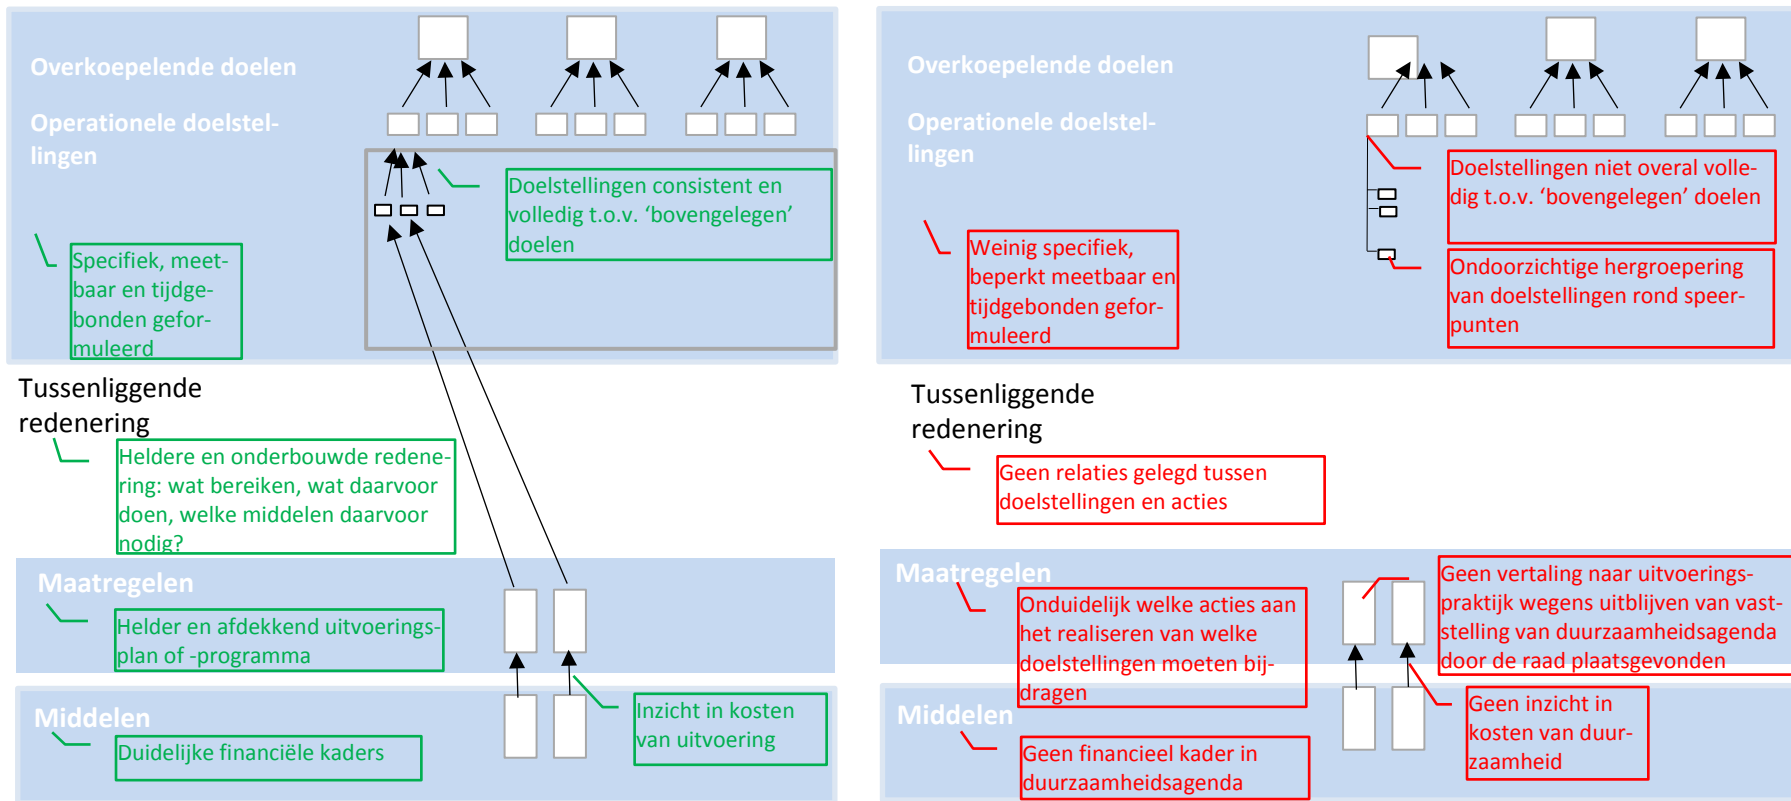 Overkoepelende doelen
Operationele doelstel-
lingen
Doelstellingen consistent en
volledig t.o.v. ‘bovengelegen’
doelen
Specifiek, meet-
baar en tijdge-
bonden gefor-
muleerd
Tussenliggende
redenering
Heldere en onderbouwde redene-
ring: wat bereiken, wat daarvoor
doen, welke middelen daarvoor
nodig?
Maatregelen
Helder en afdekkend uitvoerings-
plan of -programma
Middelen
Duidelijke financiële kaders
Inzicht in kosten
van uitvoering
Overkoepelende doelen
Operationele doelstel-
lingen
Doelstellingen niet overal volle-
dig t.o.v. ‘bovengelegen’ doelen
Weinig specifiek,
beperkt meetbaar en
tijdgebonden gefor-
muleerd
Ondoorzichtige hergroepering
van doelstellingen rond speer-
punten
Tussenliggende
redenering
Geen relaties gelegd tussen
doelstellingen en acties
Maatregelen
Onduidelijk welke acties aan
het realiseren van welke
doelstellingen moeten bij-
dragen
Geen vertaling naar uitvoerings-
praktijk wegens uitblijven van vast-
stelling van duurzaamheidsagenda
door de raad plaatsgevonden
Middelen
Geen financieel kader in
duurzaamheidsagenda
Geen inzicht in
kosten van duur-
zaamheid